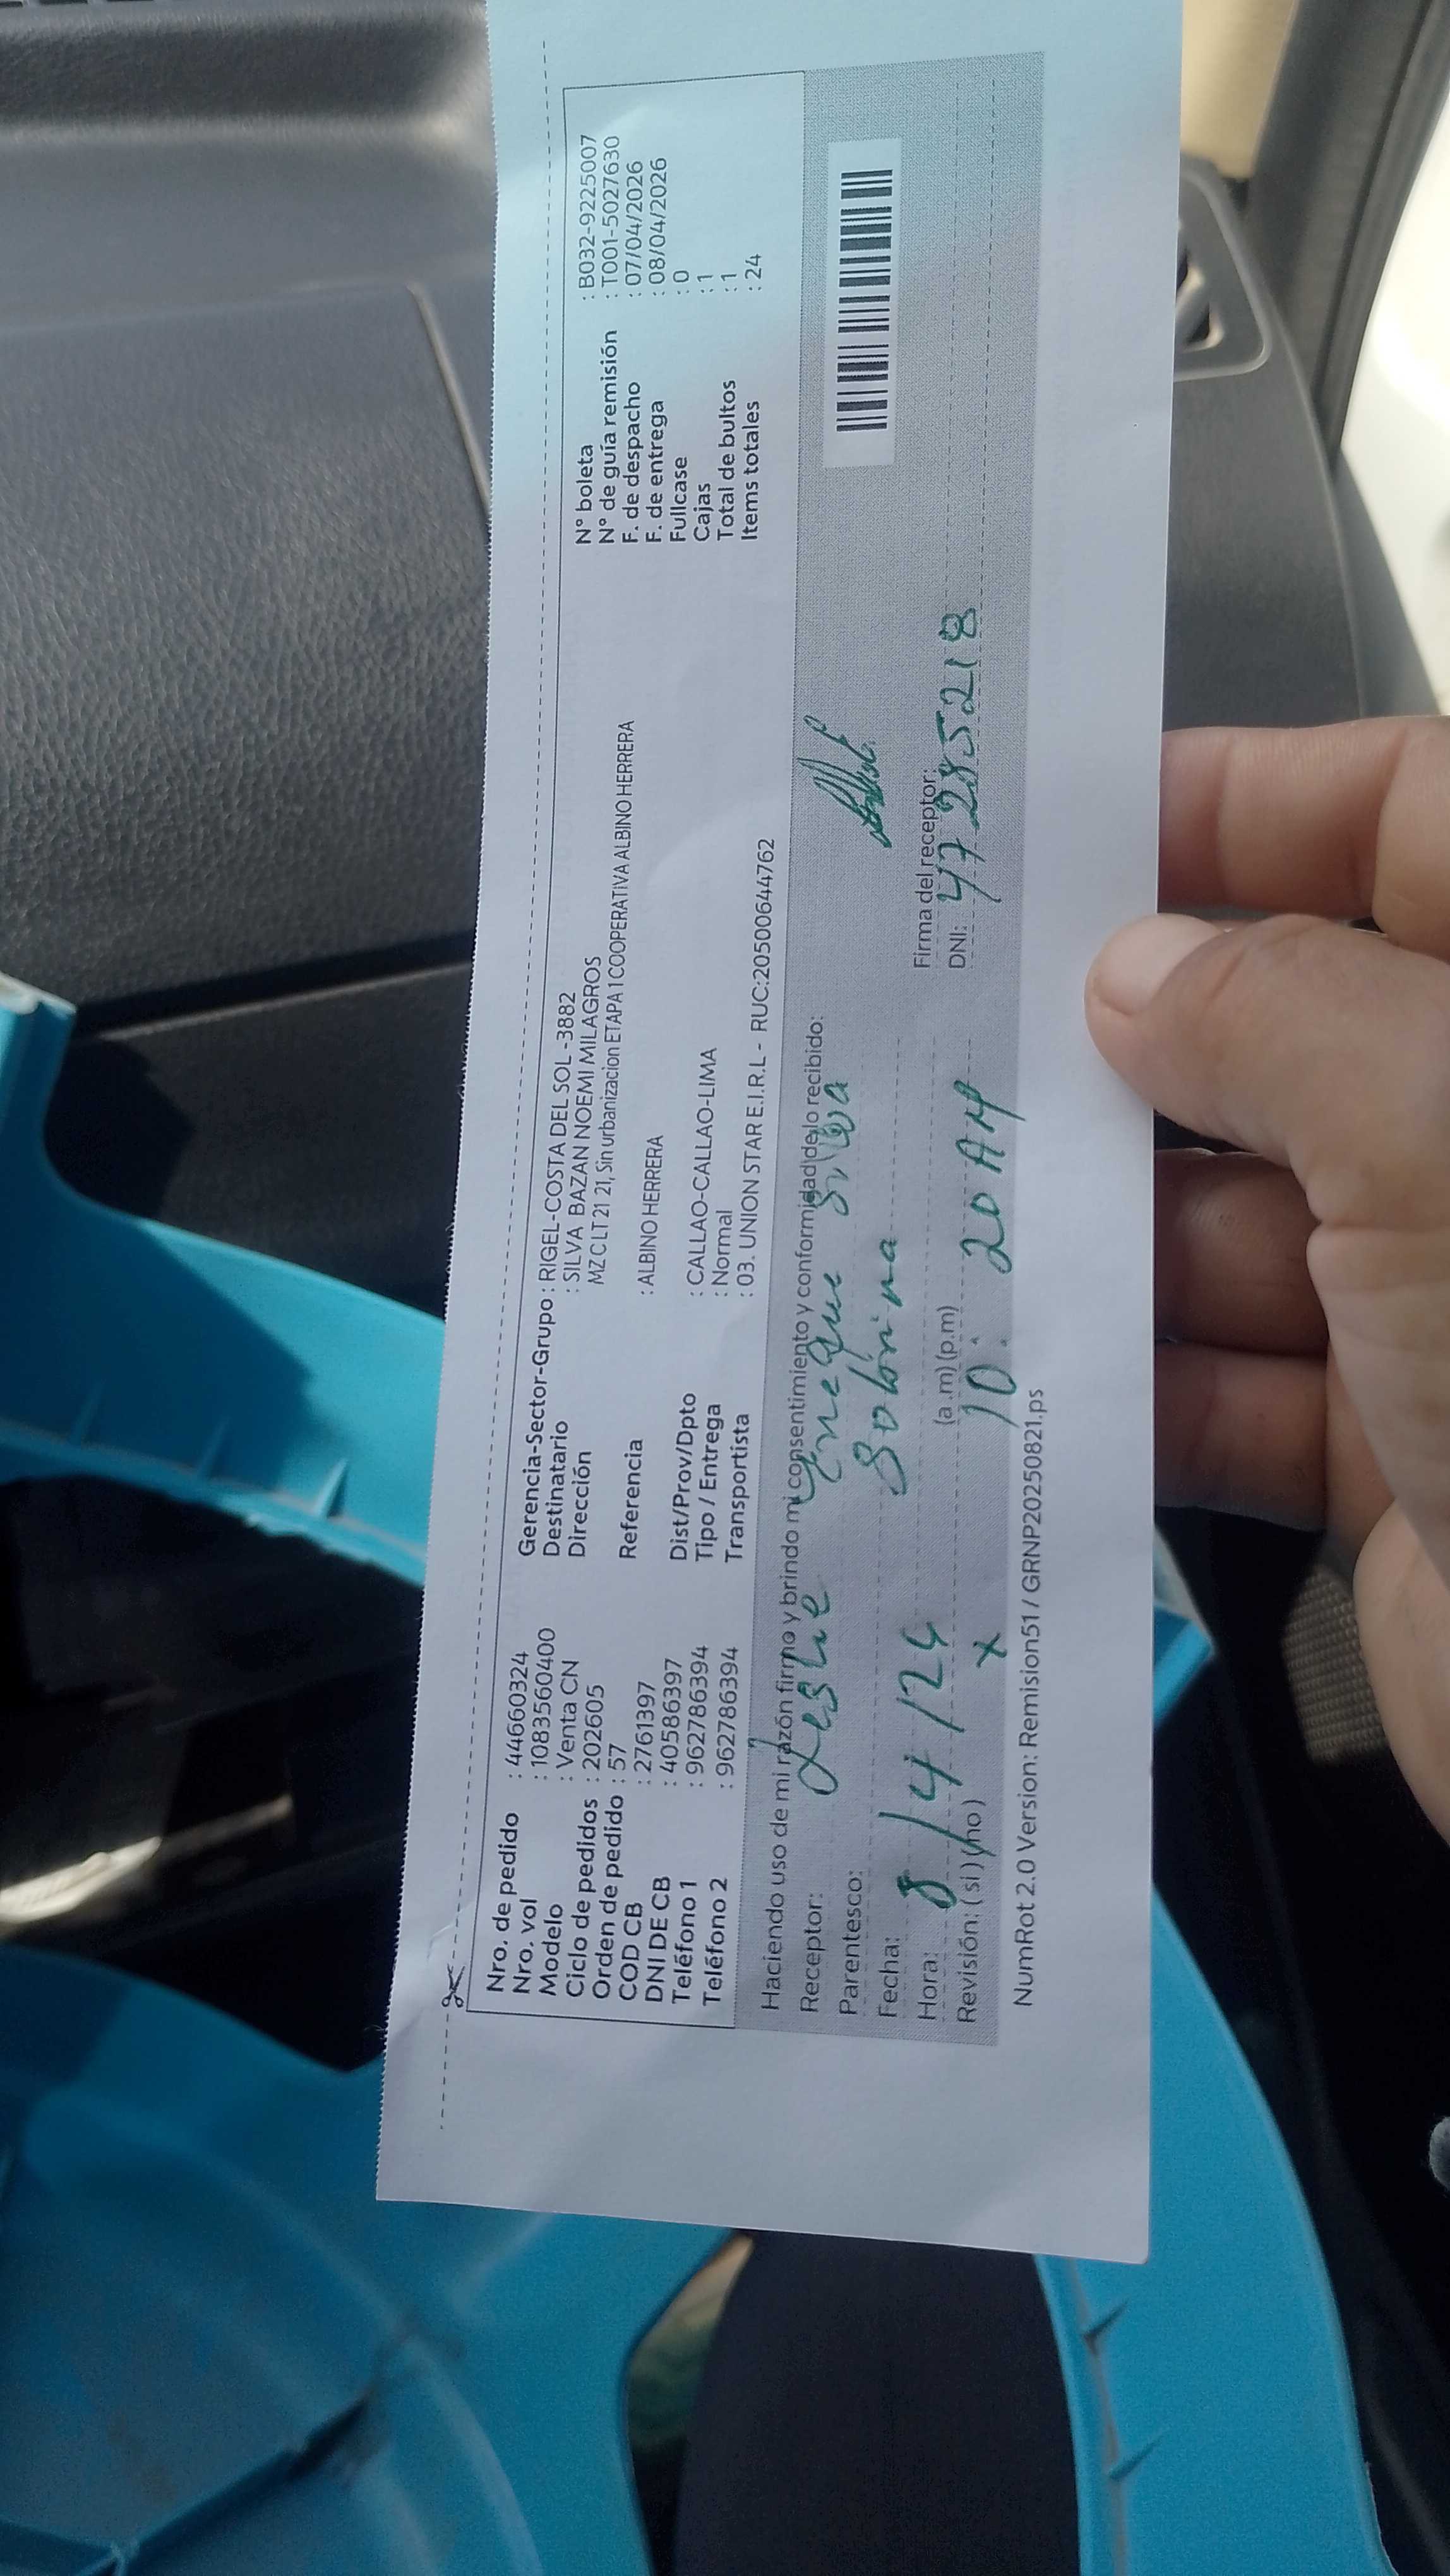 Nro. de pedido : 44660324
Nro. vol : 1083560400
Modelo : Venta CN
Ciclo de pedidos : 202605
Orden de pedido : 57
COD CB : 2761397
DNI DE CB : 40586397
Teléfono 1 : 962786394
Teléfono 2 : 962786394
Gerencia-Sector-Grupo : RIGEL-COSTA DEL SOL -3882
Destinatario : SILVA BAZAN NOEMI MILAGROS
Dirección MZ C LT 21 21, Sin urbanizacion ETAPA 1 COOPERATIVA ALBINO HERRERA
Referencia : ALBINO HERRERA
Dist/Prov/Dpto : CALLAO-CALLAO-LIMA
Tipo / Entrega : Normal
Transportista : 03. UNION STAR E.I.R.L - RUC:20500644762
N° boleta : B032-9225007
N° de guía remisión : T001-5027630
F. de despacho : 07/04/2026
F. de entrega : 08/04/2026
Fullcase : 0
Cajas : 1
Total de bultos : 1
Items totales : 24
Haciendo uso de mi razón firmo y brindo mi consentimiento y conformidad de lo recibido:
Receptor: Leslie Silva
Parentesco: Sobrina
Fecha: 8/4/26
Hora: (a .m) (p.m) 10:20 AM
Revisión: ( si ) ( no ) x
Firma del receptor:
DNI: 47285218
NumRot 2.0 Version: Remision51 / GRNP20250821.ps